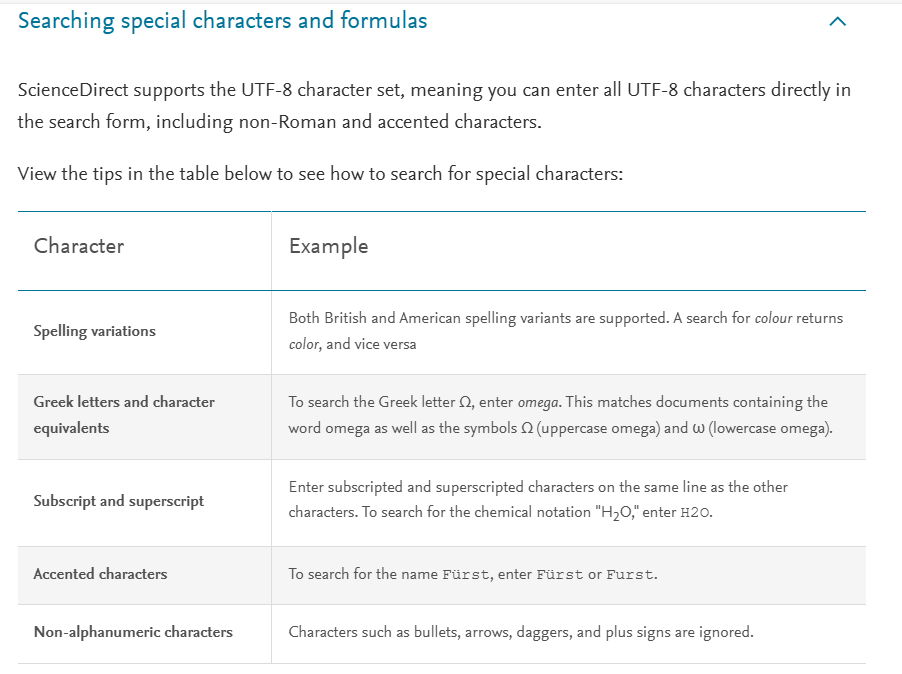 Searching special characters and formulas
ScienceDirect supports the UTF-8 character set, meaning you can enter all UTF-8 characters directly in
the search form, including non-Roman and accented characters.
View the tips in the table below to see how to search for special characters:
Character
Example
Spelling variations
Both British and American spelling variants are supported. A search for colour returns
color, and vice versa
Greek letters and character
equivalents
To search the Greek letter Ω, enter omega. This matches documents containing the
word omega as well as the symbols Ω (uppercase omega) and ω (lowercase omega).
Subscript and superscript
Enter subscripted and superscripted characters on the same line as the other
characters. To search for the chemical notation "H₂O," enter H2O.
Accented characters
To search for the name Fürst, enter Fürst or Furst.
Non-alphanumeric characters
Characters such as bullets, arrows, daggers, and plus signs are ignored.